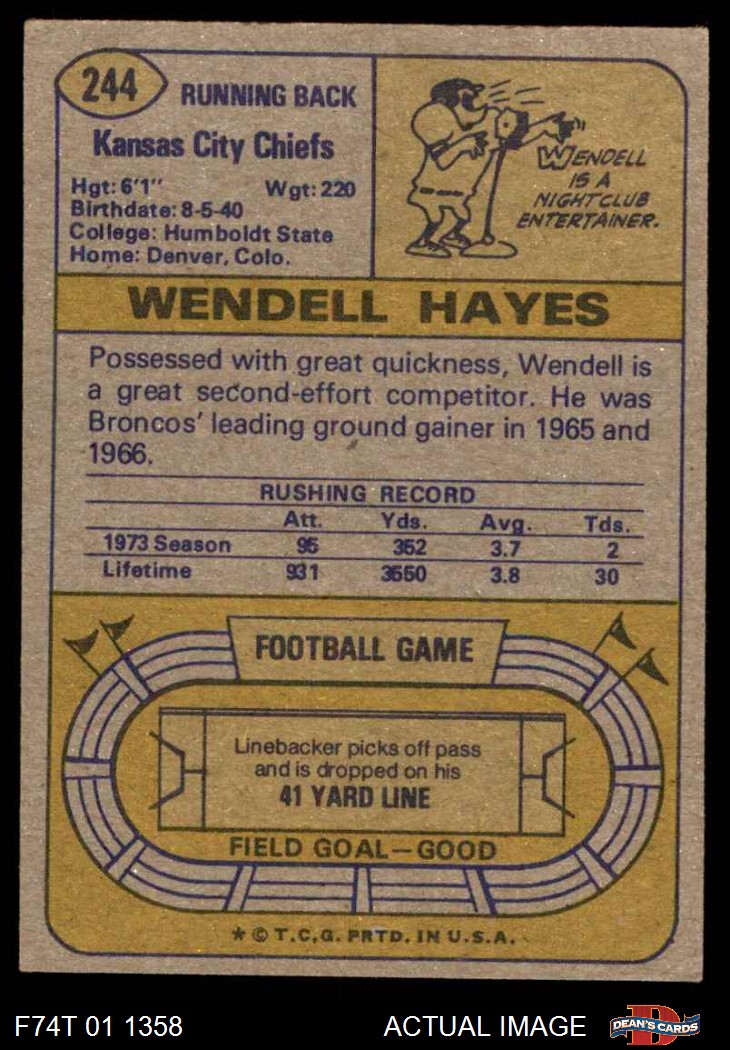 244
RUNNING BACK
Kansas City Chiefs
Hgt: 6'1" Wgt: 220
Birthdate: 8-5-40
College: Humboldt State
Home: Denver, Colo.
WENDELL
IS A
NIGHTCLUB
ENTERTAINER.
WENDELL HAYES
Possessed with great quickness, Wendell is
a great second-effort competitor. He was
Broncos' leading ground gainer in 1965 and
1966.
RUSHING RECORD
Att. Yds. Avg. Tds.
1973 Season 95 352 3.7 2
Lifetime 931 3550 3.8 30
FOOTBALL GAME
Linebacker picks off pass
and is dropped on his
41 YARD LINE
FIELD GOAL—GOOD
* © T.C.G. PRTD. IN U.S.A.
F74T 01 1358 ACTUAL IMAGE
DEAN'S CARDS